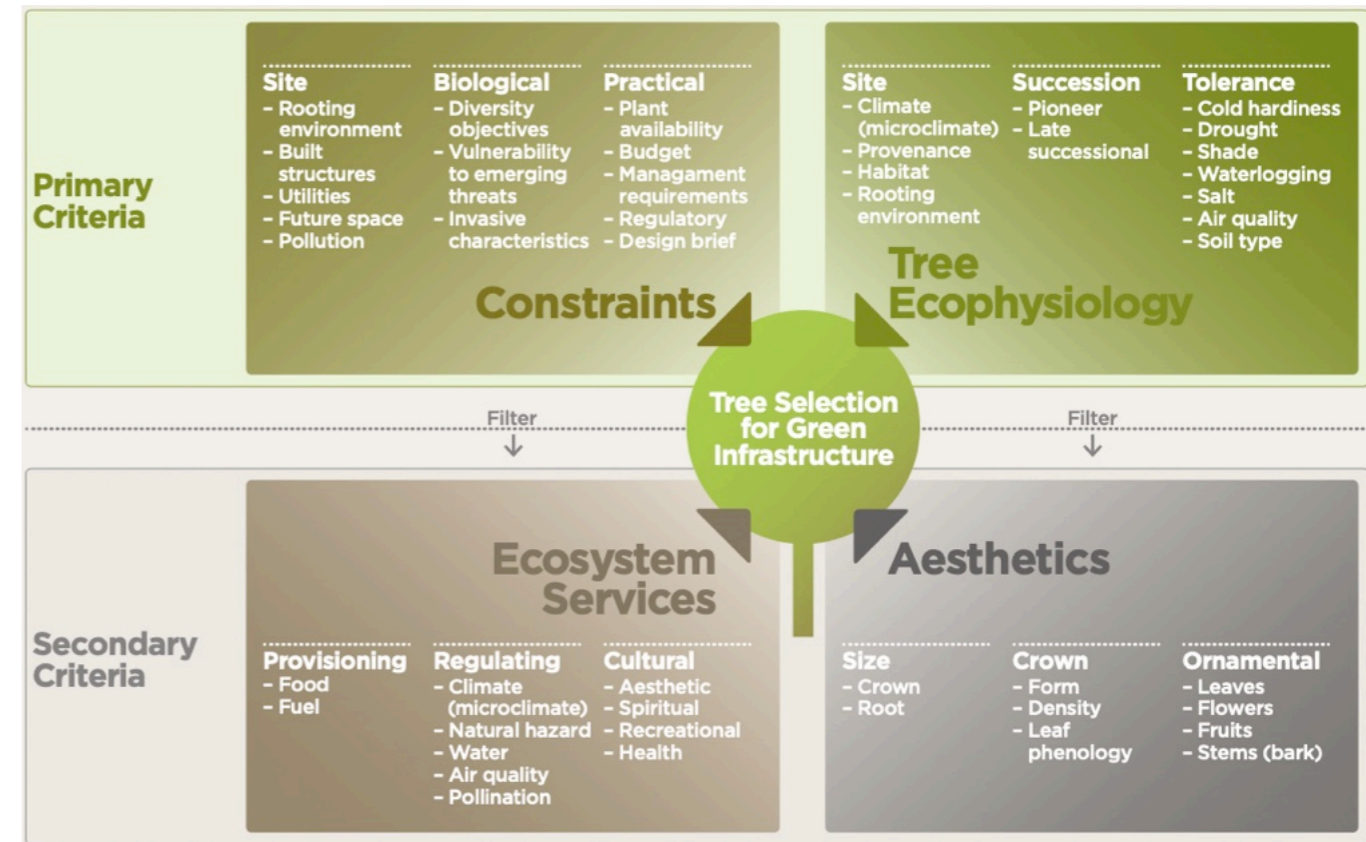 Primary
Criteria
Site
– Rooting
environment
– Built
structures
– Utilities
– Future space
– Pollution
Biological
– Diversity
objectives
– Vulnerability
to emerging
threats
– Invasive
characteristics
Practical
– Plant
availability
– Budget
– Managament
requirements
– Regulatory
– Design brief
Constraints
Site
– Climate
(microclimate)
– Provenance
– Habitat
– Rooting
environment
Succession
– Pioneer
– Late
successional
Tolerance
– Cold hardiness
– Drought
– Shade
– Waterlogging
– Salt
– Air quality
– Soil type
Tree
Ecophysiology
Filter
Tree Selection
for Green
Infrastructure
Filter
Secondary
Criteria
Ecosystem
Services
Provisioning
– Food
– Fuel
Regulating
– Climate
(microclimate)
– Natural hazard
– Water
– Air quality
– Pollination
Cultural
– Aesthetic
– Spiritual
– Recreational
– Health
Aesthetics
Size
– Crown
– Root
Crown
– Form
– Density
– Leaf
phenology
Ornamental
– Leaves
– Flowers
– Fruits
– Stems (bark)